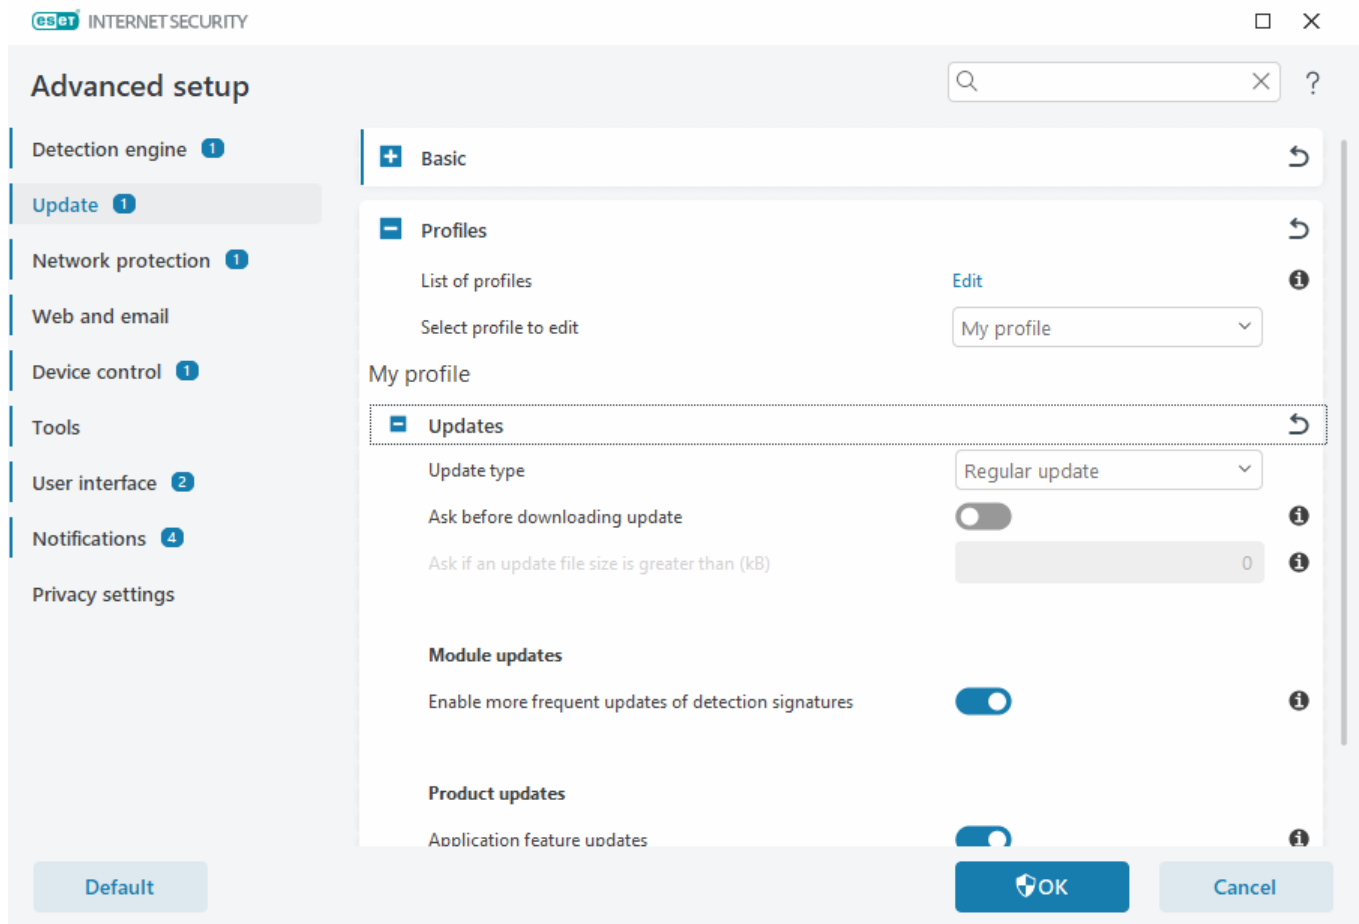 eset INTERNET SECURITY
Advanced setup
?
Detection engine 1
Update 1
Network protection 1
Web and email
Device control 1
Tools
User interface 2
Notifications 4
Privacy settings
Basic
Profiles
List of profiles Edit
Select profile to edit My profile
My profile
Updates
Update type Regular update
Ask before downloading update
Ask if an update file size is greater than (kB) 0
Module updates
Enable more frequent updates of detection signatures
Product updates
Application feature updates
Default OK Cancel